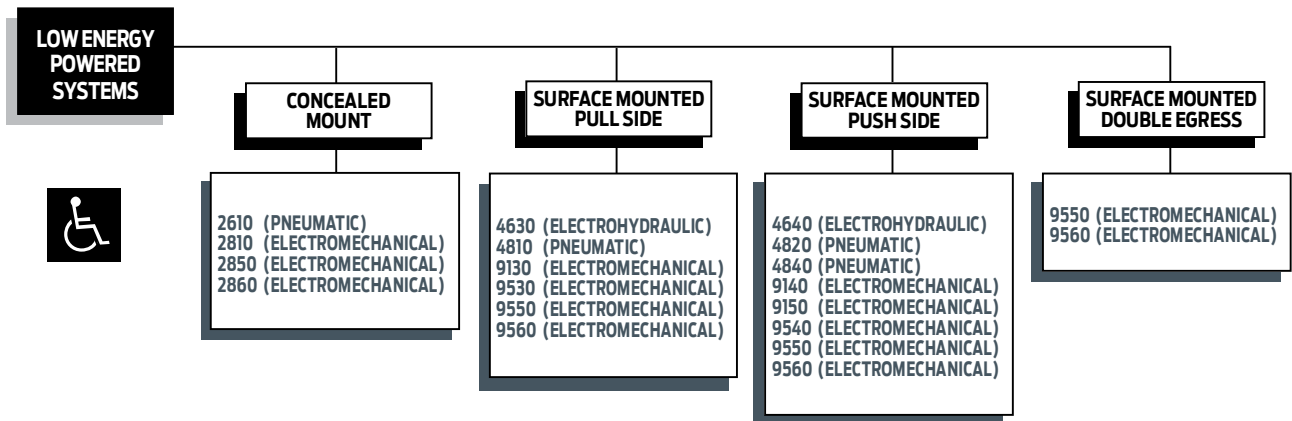 LOW ENERGY
POWERED
SYSTEMS
CONCEALED
MOUNT
2610 (PNEUMATIC)
2810 (ELECTROMECHANICAL)
2850 (ELECTROMECHANICAL)
2860 (ELECTROMECHANICAL)
SURFACE MOUNTED
PULL SIDE
4630 (ELECTROHYDRAULIC)
4810 (PNEUMATIC)
9130 (ELECTROMECHANICAL)
9530 (ELECTROMECHANICAL)
9550 (ELECTROMECHANICAL)
9560 (ELECTROMECHANICAL)
SURFACE MOUNTED
PUSH SIDE
4640 (ELECTROHYDRAULIC)
4820 (PNEUMATIC)
4840 (PNEUMATIC)
9140 (ELECTROMECHANICAL)
9150 (ELECTROMECHANICAL)
9540 (ELECTROMECHANICAL)
9550 (ELECTROMECHANICAL)
9560 (ELECTROMECHANICAL)
SURFACE MOUNTED
DOUBLE EGRESS
9550 (ELECTROMECHANICAL)
9560 (ELECTROMECHANICAL)